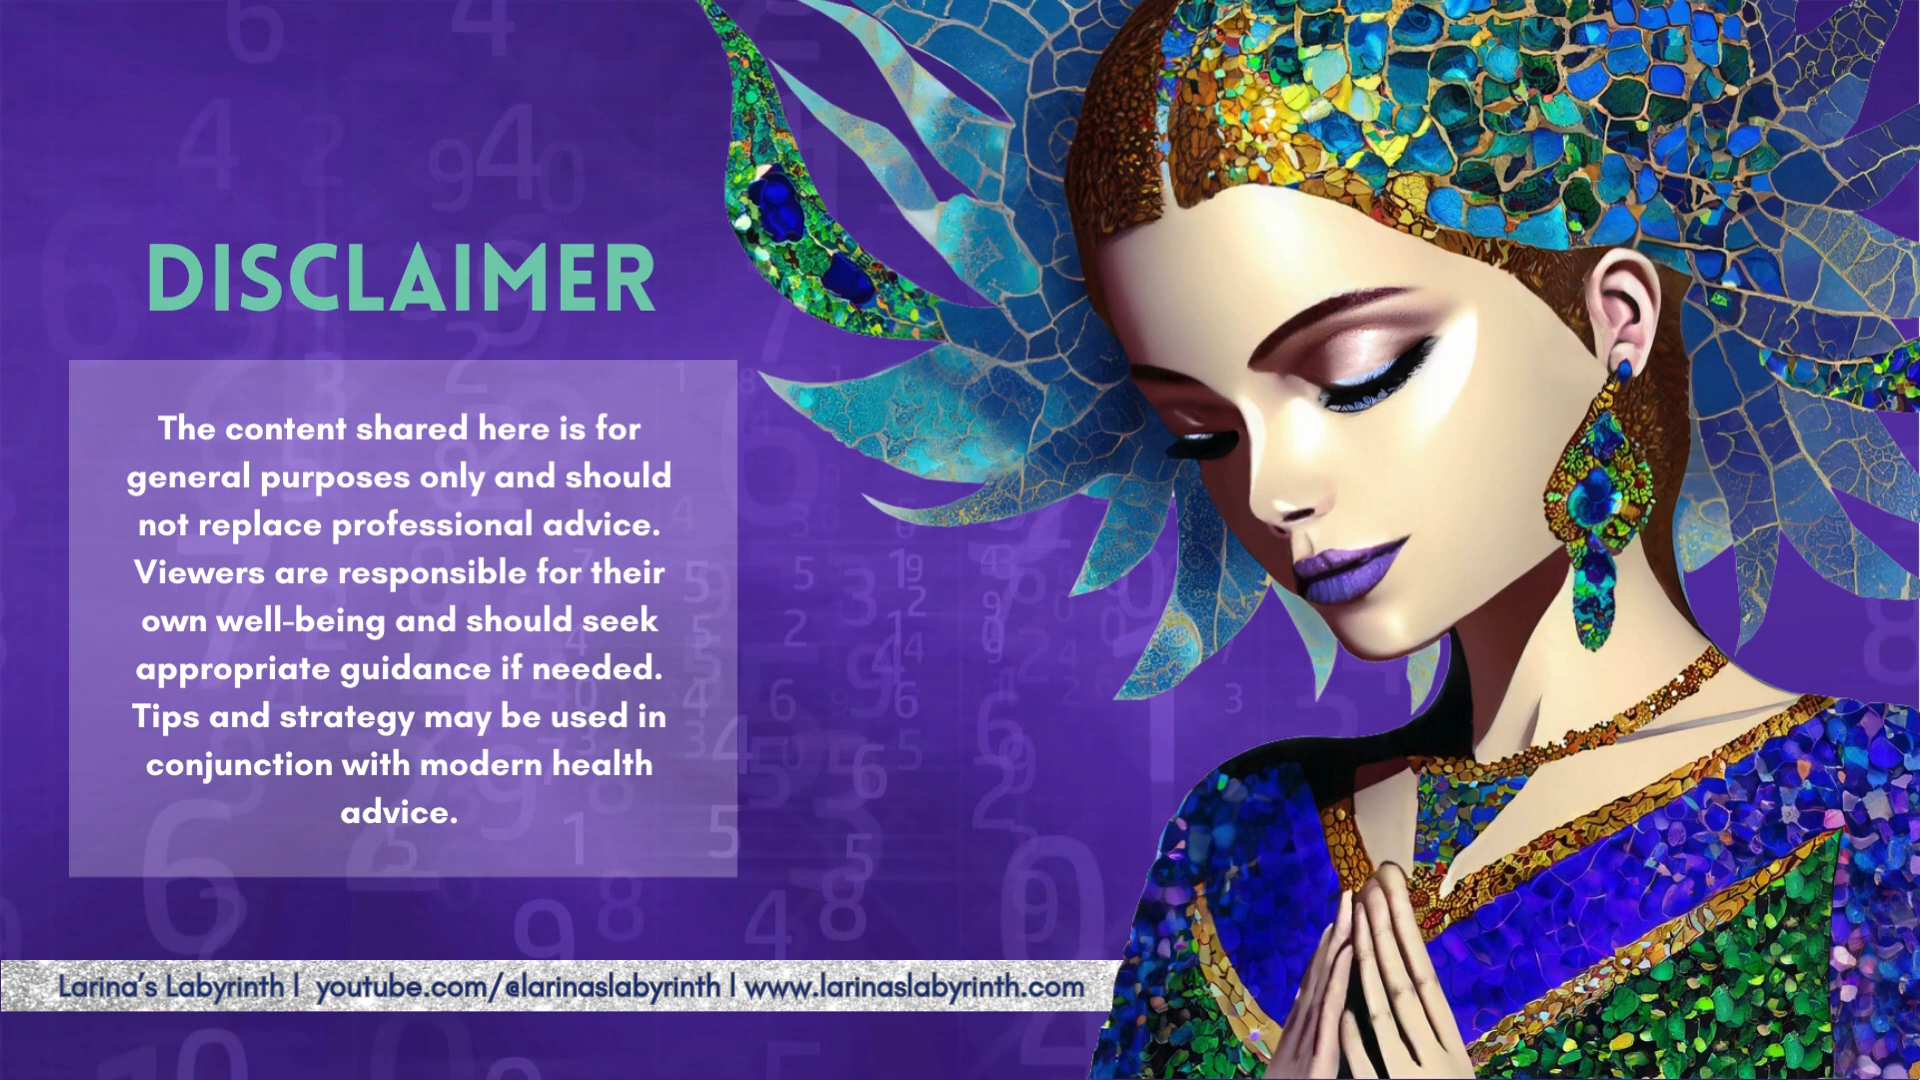 DISCLAIMER
The content shared here is for
general purposes only and should
not replace professional advice.
Viewers are responsible for their
own well-being and should seek
appropriate guidance if needed.
Tips and strategy may be used in
conjunction with modern health
advice.
Larina's Labyrinth | youtube.com/@larinaslabyrinth | www.larinaslabyrinth.com